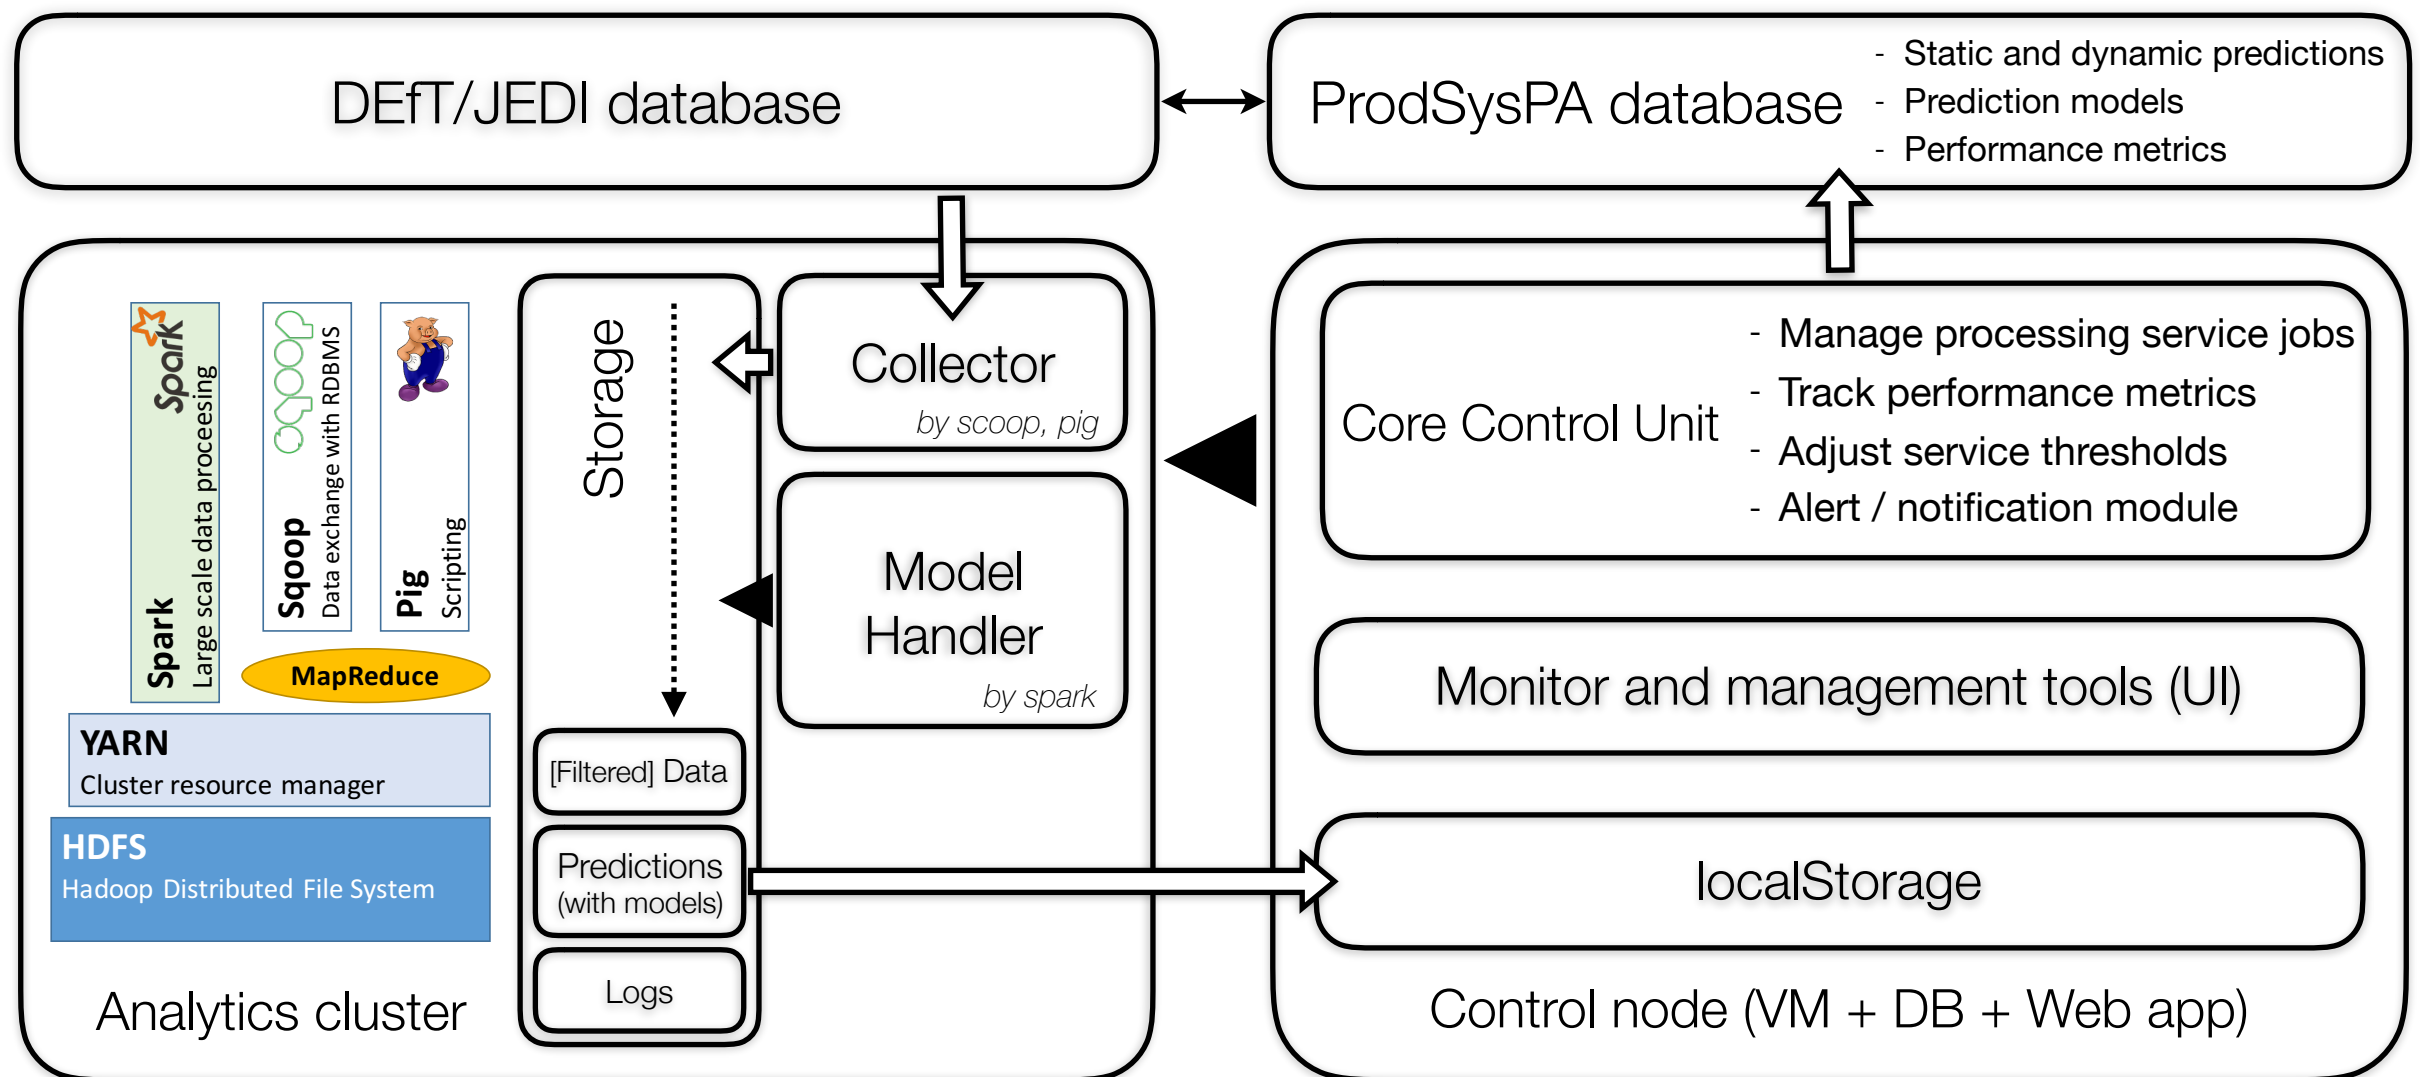 DEfT/JEDI database
ProdSysPA database
- Static and dynamic predictions
- Prediction models
- Performance metrics
Spark
Spark
Large scale data proceesing
sqoop
Sqoop
Data exchange with RDBMS
Pig
Scripting
MapReduce
YARN
Cluster resource manager
HDFS
Hadoop Distributed File System
Analytics cluster
Storage
[Filtered] Data
Predictions
(with models)
Logs
Collector
by scoop, pig
Model
Handler
by spark
Core Control Unit
- Manage processing service jobs
- Track performance metrics
- Adjust service thresholds
- Alert / notification module
Monitor and management tools (UI)
localStorage
Control node (VM + DB + Web app)